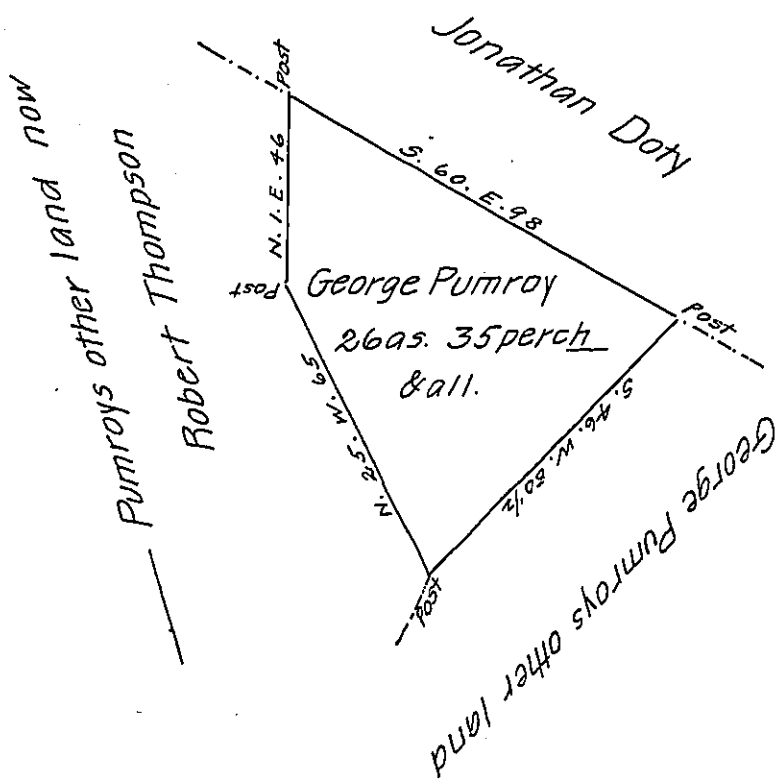 Jonathan Doty
Pumroys other land now
Robert Thompson
Post
S. 60. E. 98
N. 1. E. 46
Post
George Pumroy
26as. 35perch
&all.
Post
N. 25. W. 65
S. 46. W. 80½
Post
George Pumroys other land